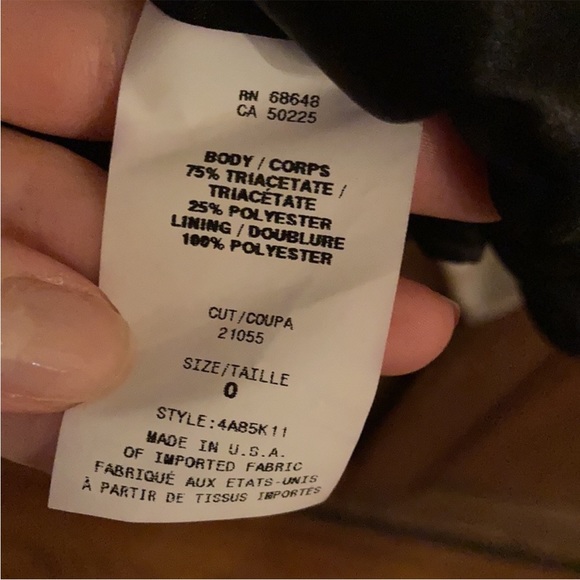 RN 68648
CA 50225
BODY / CORPS
75% TRIACETATE /
TRIACÉTATE
25% POLYESTER
LINING / DOUBLURE
100% POLYESTER
CUT/COUPA
21055
SIZE/TAILLE
0
STYLE:4A85K11
MADE IN U.S.A.
OF IMPORTED FABRIC
FABRIQUÉ AUX ETATS-UNIS
À PARTIR DE TISSUS IMPORTÉS